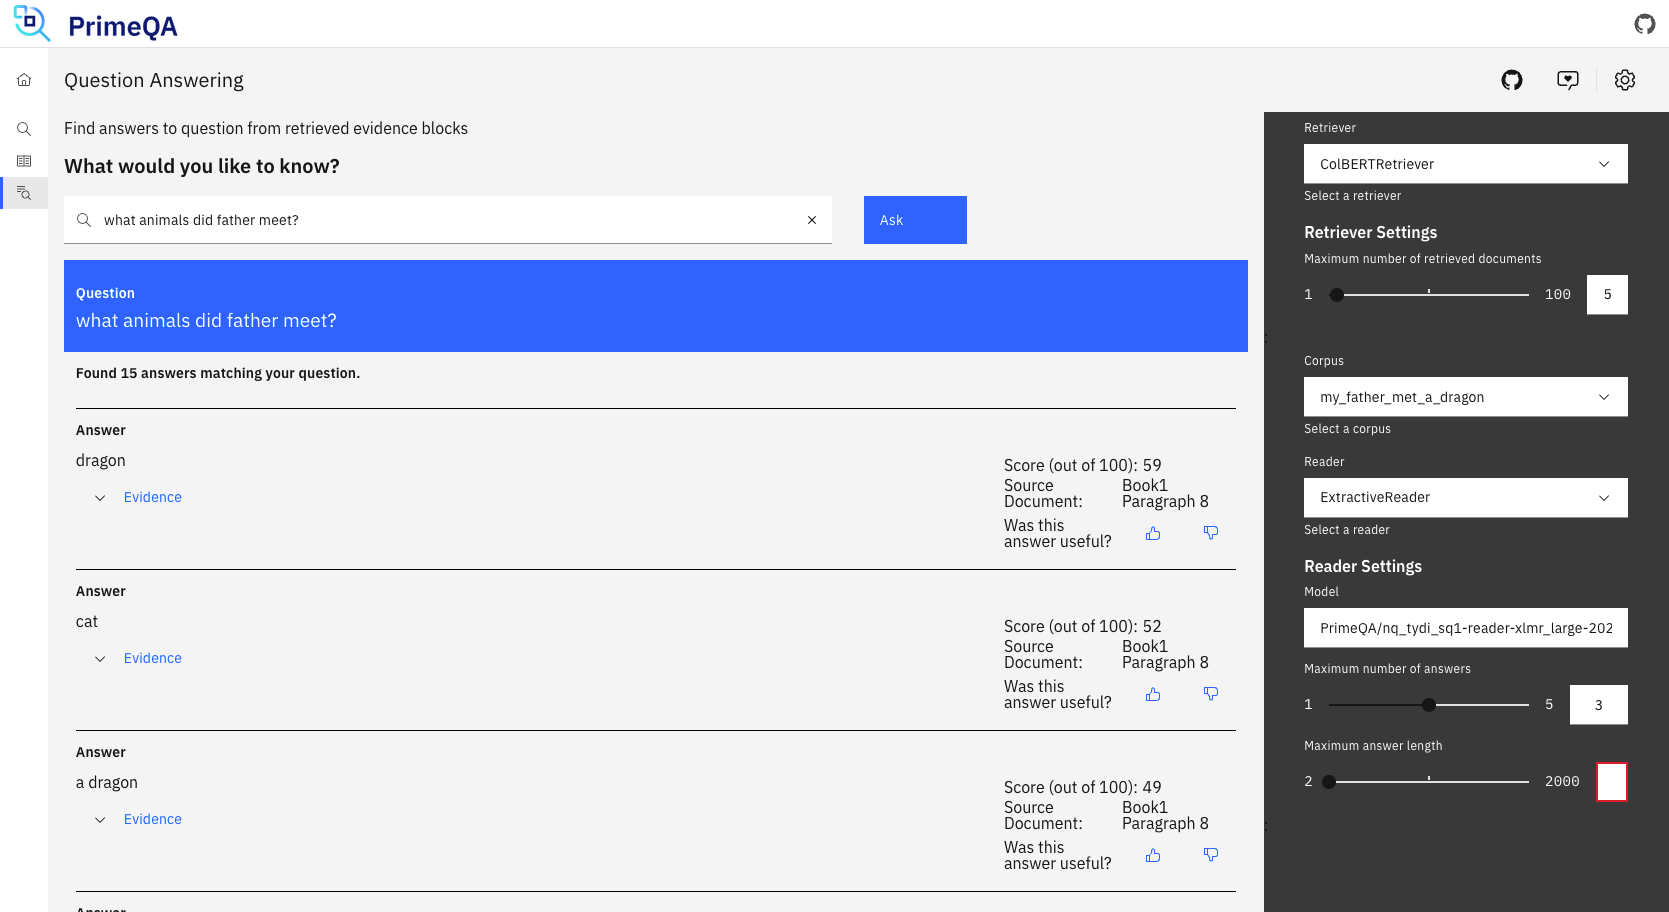 PrimeQA
Question Answering
Find answers to question from retrieved evidence blocks
What would you like to know?
what animals did father meet?
Ask
Question
what animals did father meet?
Found 15 answers matching your question.
Answer
dragon
Evidence
Score (out of 100): 59
Source Document: Book1 Paragraph 8
Was this answer useful?
Answer
cat
Evidence
Score (out of 100): 52
Source Document: Book1 Paragraph 8
Was this answer useful?
Answer
a dragon
Evidence
Score (out of 100): 49
Source Document: Book1 Paragraph 8
Was this answer useful?
Answer
Retriever
ColBERTRetriever
Select a retriever
Retriever Settings
Maximum number of retrieved documents
1 100 5
:
Corpus
my_father_met_a_dragon
Select a corpus
Reader
ExtractiveReader
Select a reader
Reader Settings
Model
PrimeQA/nq_tydi_sq1-reader-xlmr_large-202
Maximum number of answers
1 5 3
Maximum answer length
2 2000
: